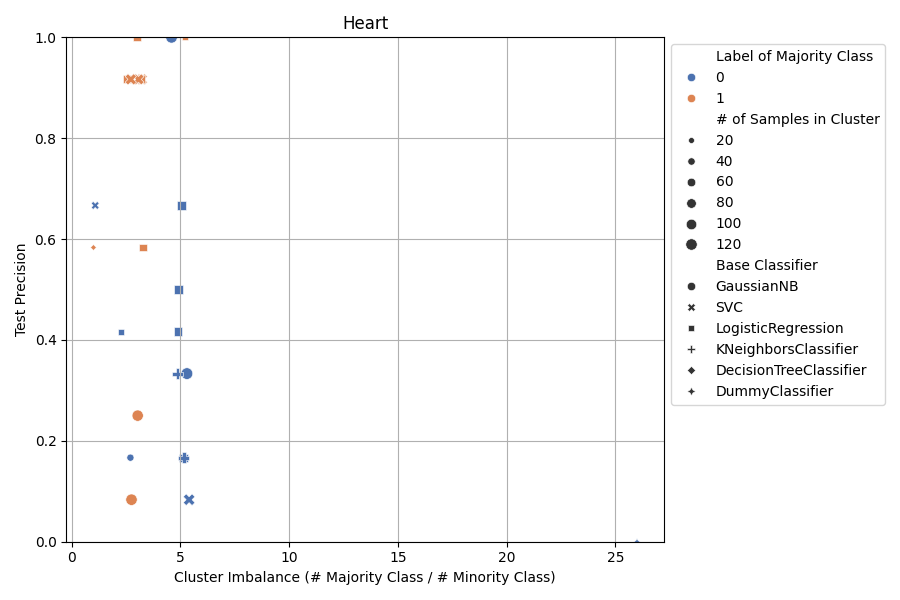 Heart
1.0
0.8
0.6
0.4
0.2
0.0
Test Precision
0
5
10
15
20
25
Cluster Imbalance (# Majority Class / # Minority Class)
Label of Majority Class
0
1
# of Samples in Cluster
20
40
60
80
100
120
Base Classifier
GaussianNB
SVC
LogisticRegression
KNeighborsClassifier
DecisionTreeClassifier
DummyClassifier